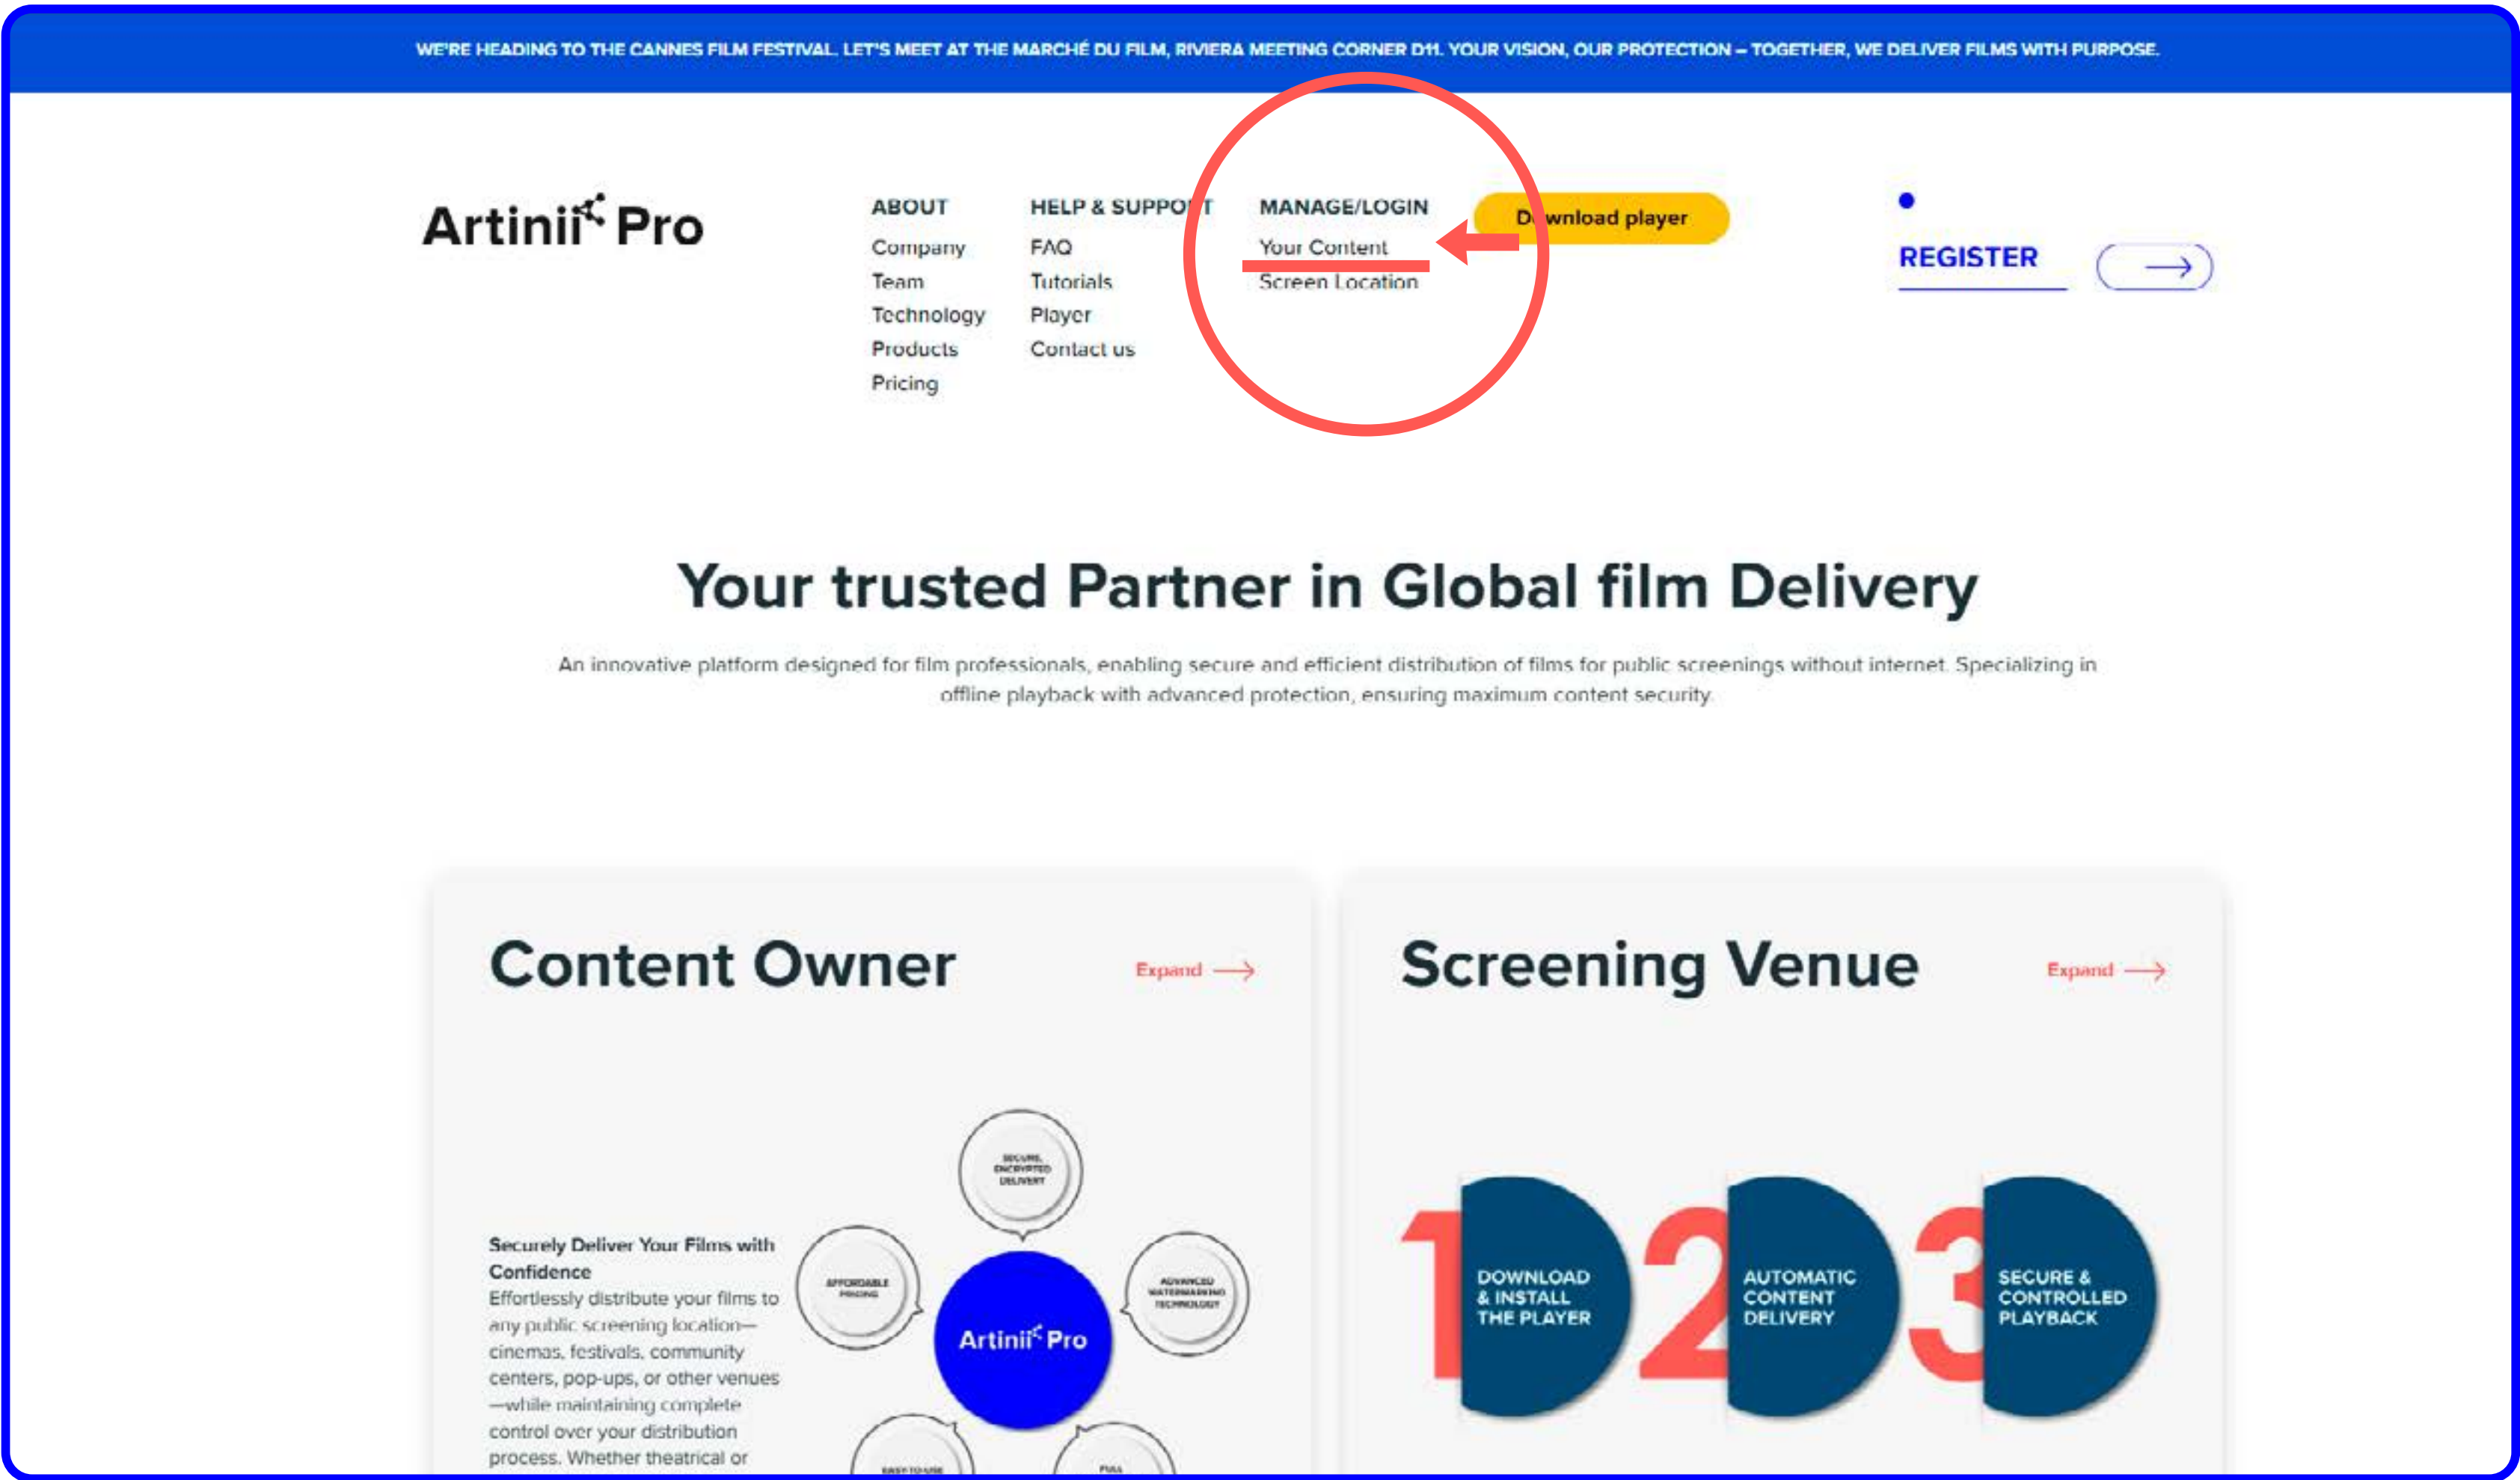 WE'RE HEADING TO THE CANNES FILM FESTIVAL. LET'S MEET AT THE MARCHÉ DU FILM, RIVIERA MEETING CORNER D11. YOUR VISION, OUR PROTECTION – TOGETHER, WE DELIVER FILMS WITH PURPOSE.
Artinii Pro
ABOUT
Company
Team
Technology
Products
Pricing
HELP & SUPPORT
FAQ
Tutorials
Player
Contact us
MANAGE/LOGIN
Your Content
Screen Location
Download player
REGISTER
Your trusted Partner in Global film Delivery
An innovative platform designed for film professionals, enabling secure and efficient distribution of films for public screenings without internet. Specializing in
offline playback with advanced protection, ensuring maximum content security.
Content Owner
Expand
Securely Deliver Your Films with
Confidence
Effortlessly distribute your films to
any public screening location—
cinemas, festivals, community
centers, pop-ups, or other venues
—while maintaining complete
control over your distribution
process. Whether theatrical or
SECURE,
ENCRYPTED
DELIVERY
AFFORDABLE
PRICING
ADVANCED
WATERMARKING
TECHNOLOGY
Artinii Pro
EASY-TO-USE
FULL
Screening Venue
Expand
1
DOWNLOAD
& INSTALL
THE PLAYER
2
AUTOMATIC
CONTENT
DELIVERY
3
SECURE &
CONTROLLED
PLAYBACK